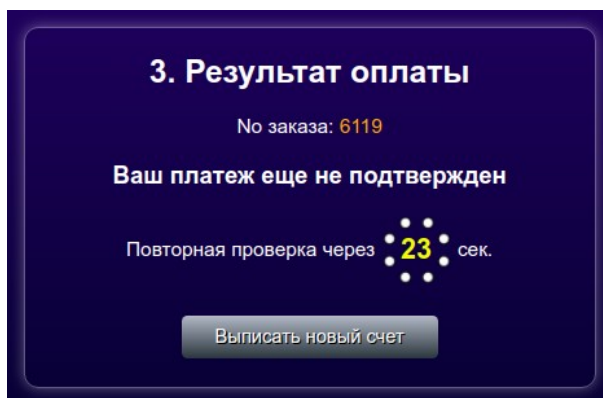 3. Результат оплаты
No заказа: 6119
Ваш платеж еще не подтвержден
Повторная проверка через 23 сек.
Выписать новый счет